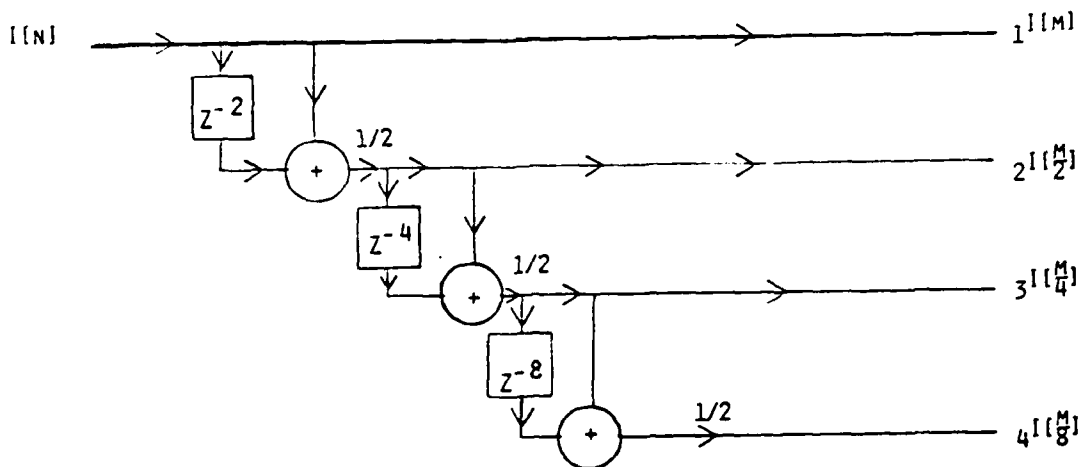 I[N]
1I[M]
Z-2
+
1/2
2I[M/2]
Z-4
+
1/2
3I[M/4]
Z-8
+
1/2
4I[M/8]